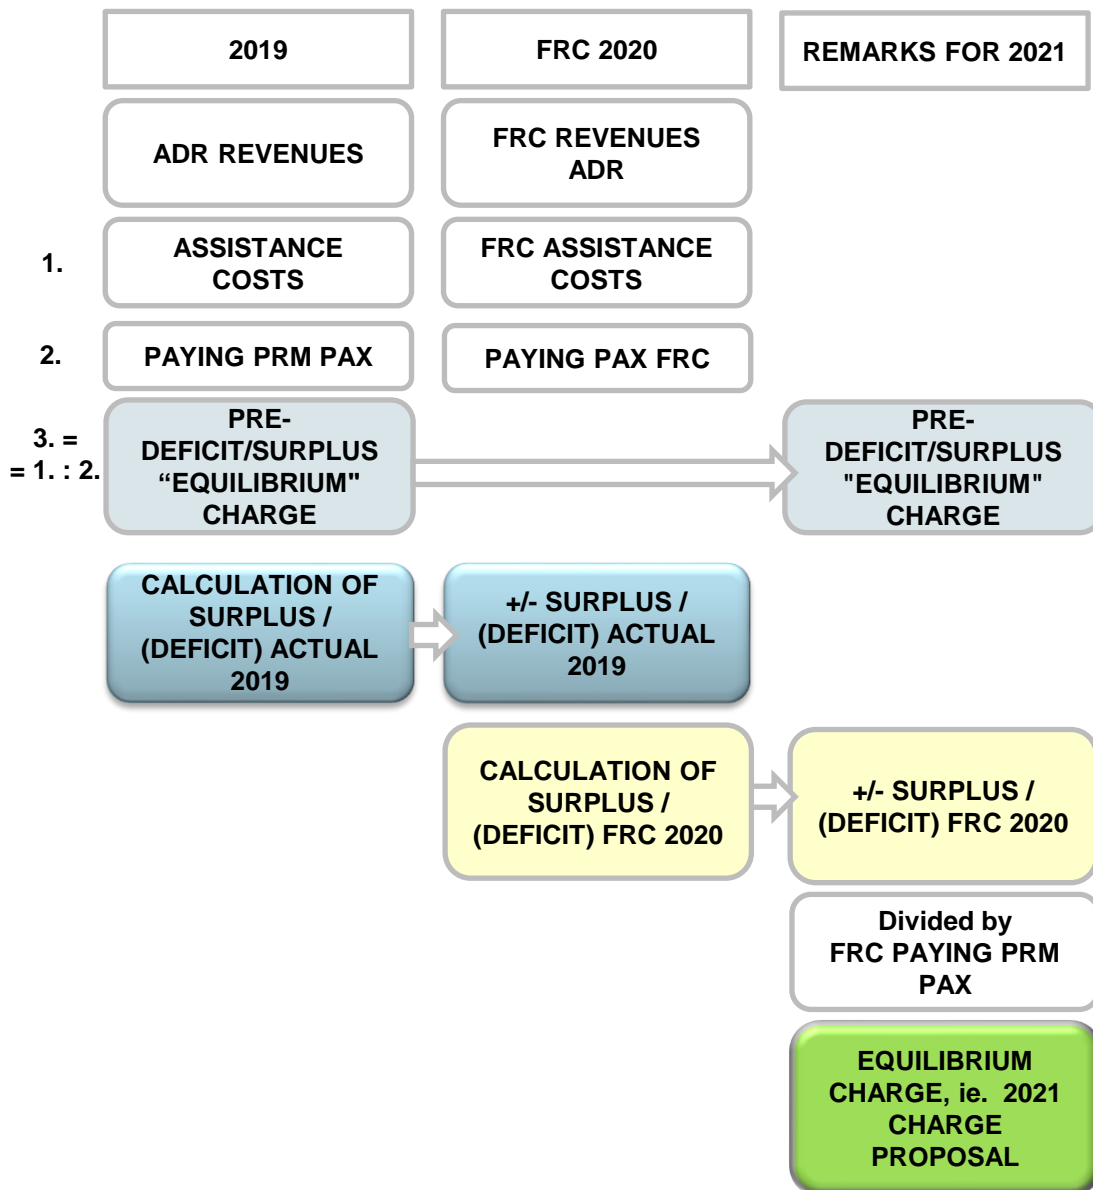 2019
FRC 2020
REMARKS FOR 2021
ADR REVENUES
FRC REVENUES
ADR
1.
ASSISTANCE
COSTS
FRC ASSISTANCE
COSTS
2.
PAYING PRM PAX
PAYING PAX FRC
3. =
= 1. : 2.
PRE-
DEFICIT/SURPLUS
“EQUILIBRIUM"
CHARGE
PRE-
DEFICIT/SURPLUS
"EQUILIBRIUM"
CHARGE
CALCULATION OF
SURPLUS /
(DEFICIT) ACTUAL
2019
+/- SURPLUS /
(DEFICIT) ACTUAL
2019
CALCULATION OF
SURPLUS /
(DEFICIT) FRC 2020
+/- SURPLUS /
(DEFICIT) FRC 2020
Divided by
FRC PAYING PRM
PAX
EQUILIBRIUM
CHARGE, ie. 2021
CHARGE
PROPOSAL